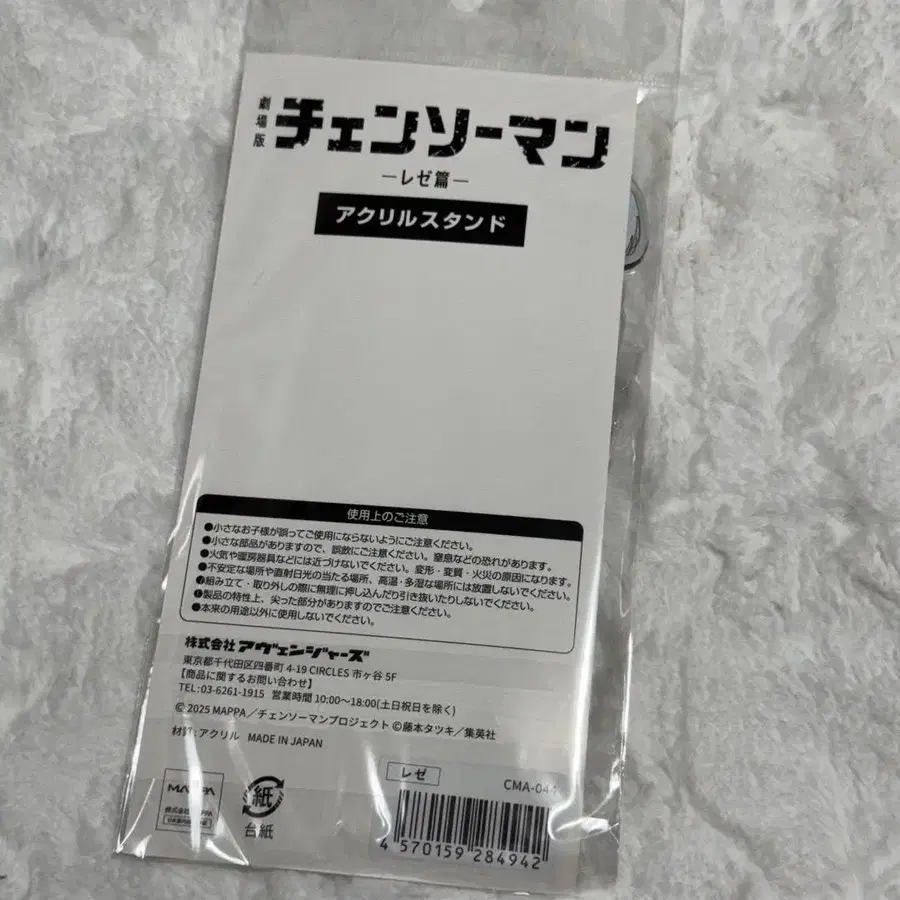 劇場版
チェンソーマン
―レゼ篇―
アクリルスタンド
使用上のご注意
●小さなお子様が誤ってご使用にならないようにご注意ください。
●小さな部品がありますので、誤飲にご注意ください。窒息などの恐れがあります。
●火気や暖房器具などには近づけないでください。変形・変質・火災の原因になります。
●不安定な場所や直射日光の当たる場所、高温・多湿な場所には放置しないでください。
●組み立て・取り外しの際に無理に押し込んだり引き抜いたりしないでください。
●製品の特性上、尖った部分がありますのでご注意ください。
●本来の用途以外に使用しないでください。
株式会社アヴェンジャーズ
東京都千代田区四番町 4-19 CIRCLES 市ヶ谷 5F
【商品に関するお問い合わせ】
TEL:03-6261-1915 営業時間 10:00〜18:00(土日祝日を除く)
© 2025 MAPPA／チェンソーマンプロジェクト ©藤本タツキ／集英社
材質:アクリル MADE IN JAPAN
MAPPA
株式会社MAPPA
紙
台紙
レゼ
4 570159 284942